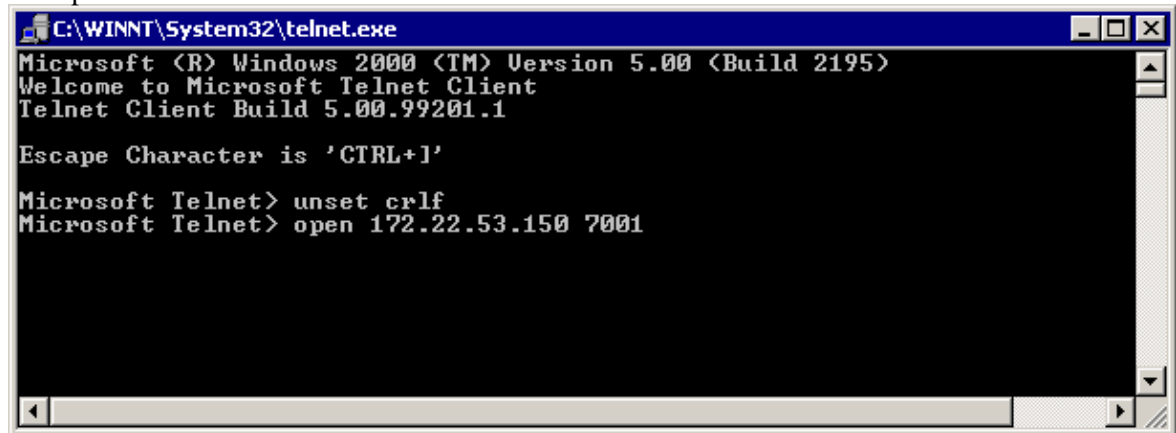 C:\WINNT\System32\telnet.exe
Microsoft (R) Windows 2000 (TM) Version 5.00 (Build 2195)
Welcome to Microsoft Telnet Client
Telnet Client Build 5.00.99201.1
Escape Character is 'CTRL+]'
Microsoft Telnet> unset crlf
Microsoft Telnet> open 172.22.53.150 7001